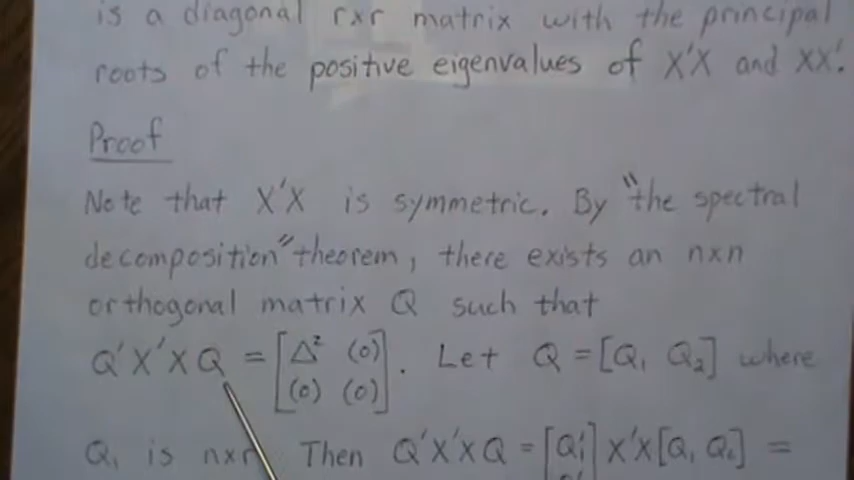 is a diagonal r×r matrix with the principal
roots of the positive eigenvalues of X'X and XX'.
Proof
Note that X'X is symmetric. By "the spectral
decomposition" theorem, there exists an n×n
orthogonal matrix Q such that
Q'X'XQ = [Δ² (0) (0) (0)]. Let Q = [Q₁ Q₂] where
Q₁ is n×r Then Q'X'XQ = [Q₁'] X'X[Q₁ Q₂] =